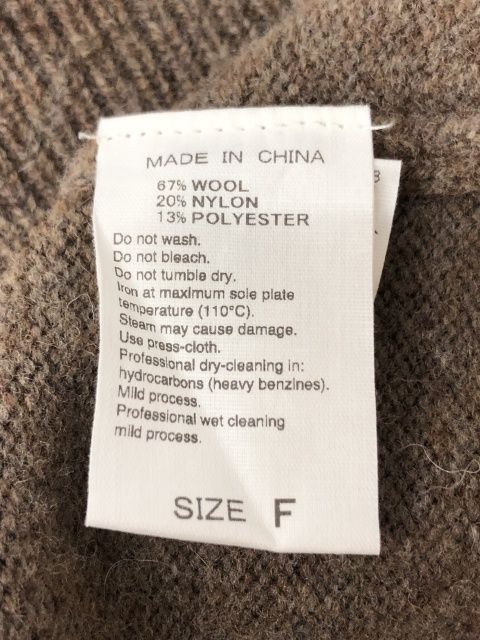 MADE IN CHINA
67% WOOL
20% NYLON
13% POLYESTER
Do not wash.
Do not bleach.
Do not tumble dry.
Iron at maximum sole plate
temperature (110°C).
Steam may cause damage.
Use press-cloth.
Professional dry-cleaning in:
hydrocarbons (heavy benzines).
Mild process.
Professional wet cleaning
mild process.
SIZE F